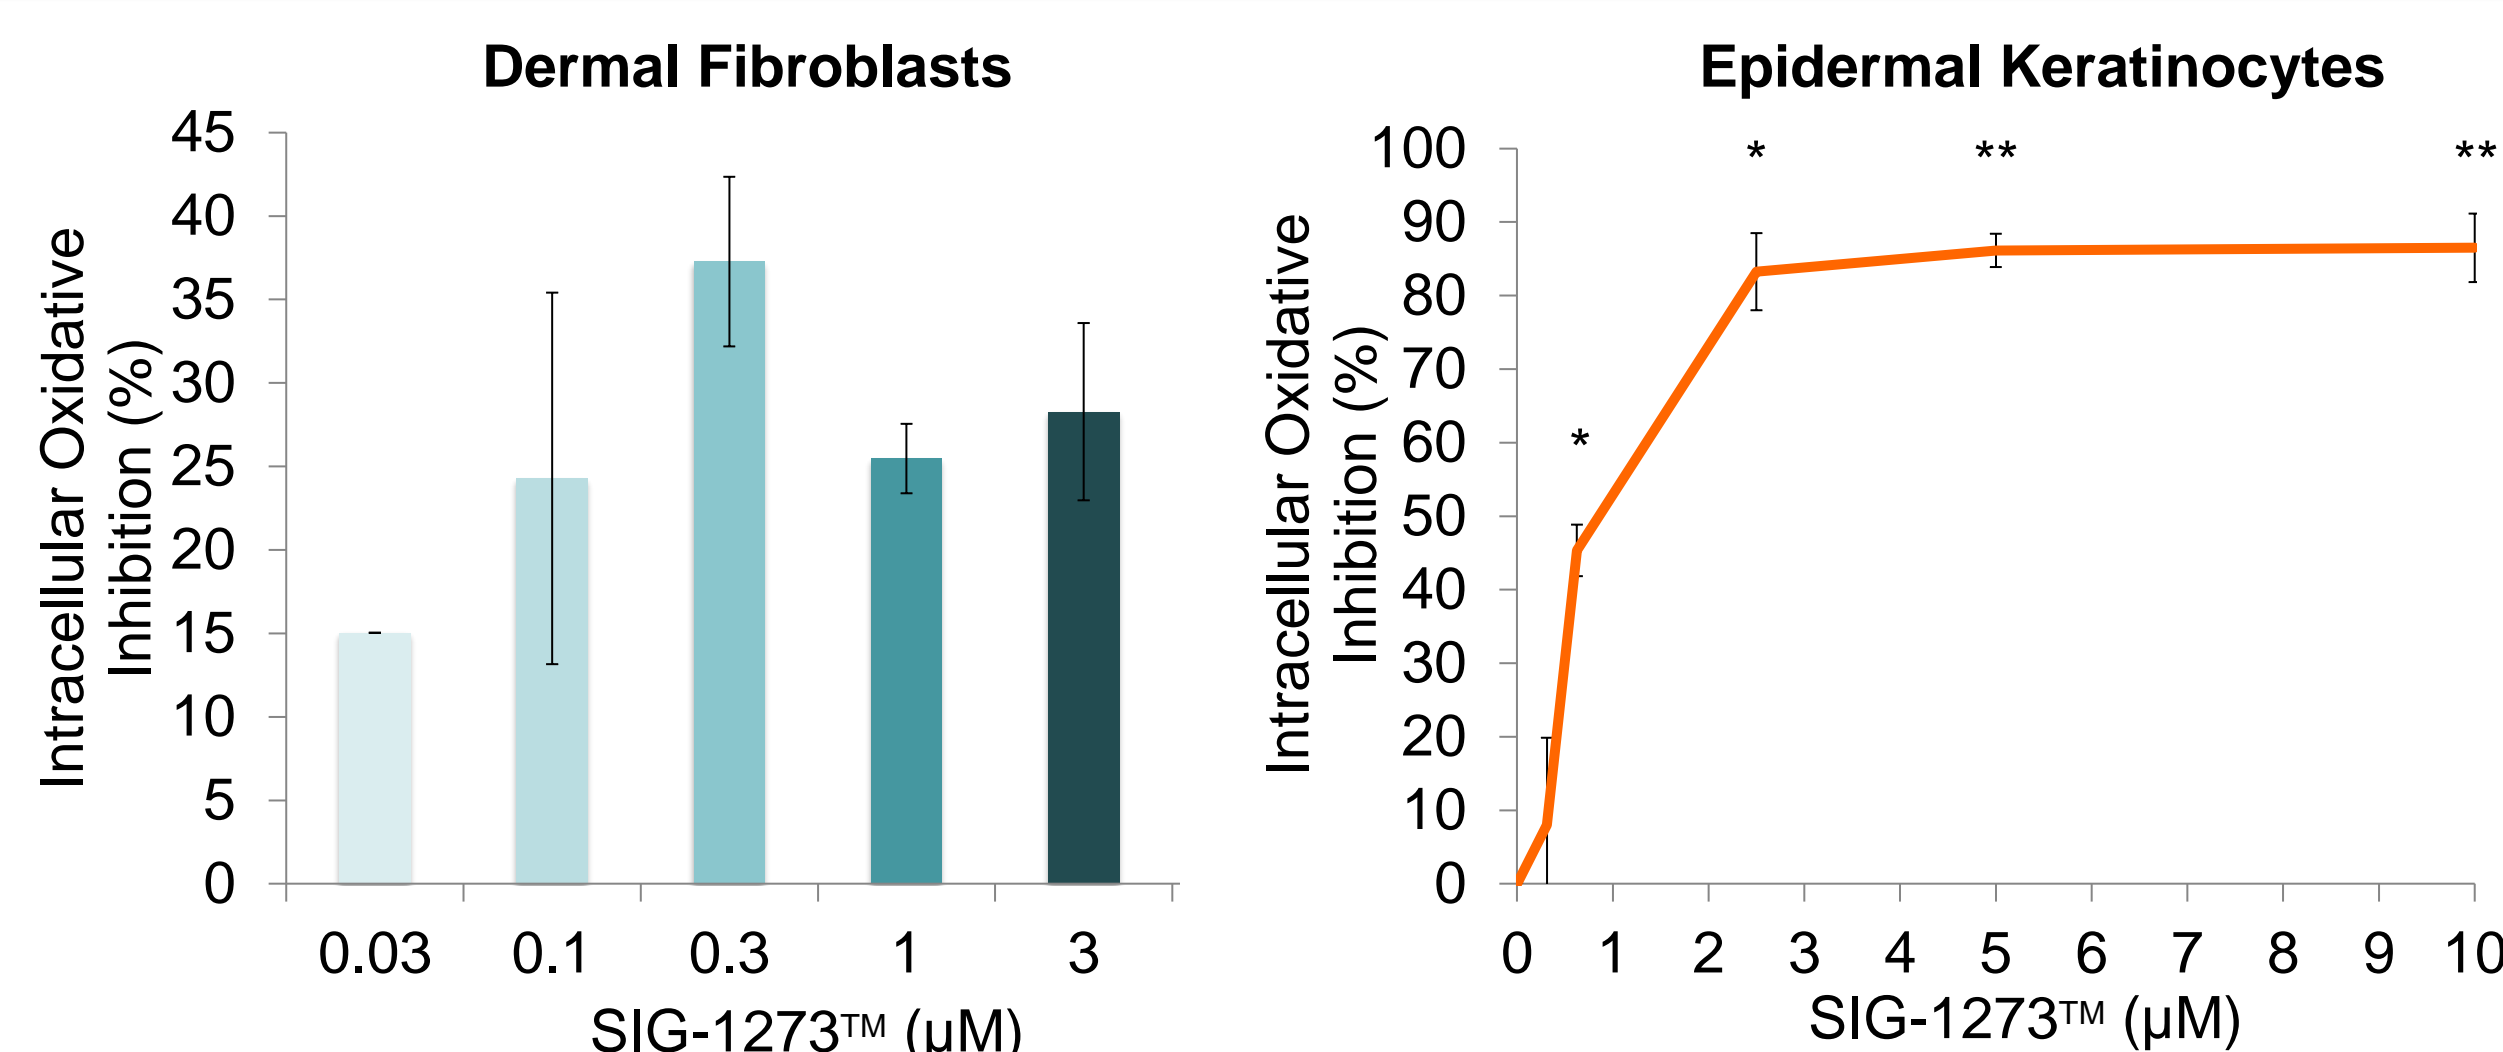 Dermal Fibroblasts
Intracellular Oxidative
Inhibition (%)
45
40
35
30
25
20
15
10
5
0
0.03 0.1 0.3 1 3
SIG-1273™ (µM)
Epidermal Keratinocytes
Intracellular Oxidative
Inhibition (%)
100
90
80
70
60
50
40
30
20
10
0
* * ** **
0 1 2 3 4 5 6 7 8 9 10
SIG-1273™ (µM)